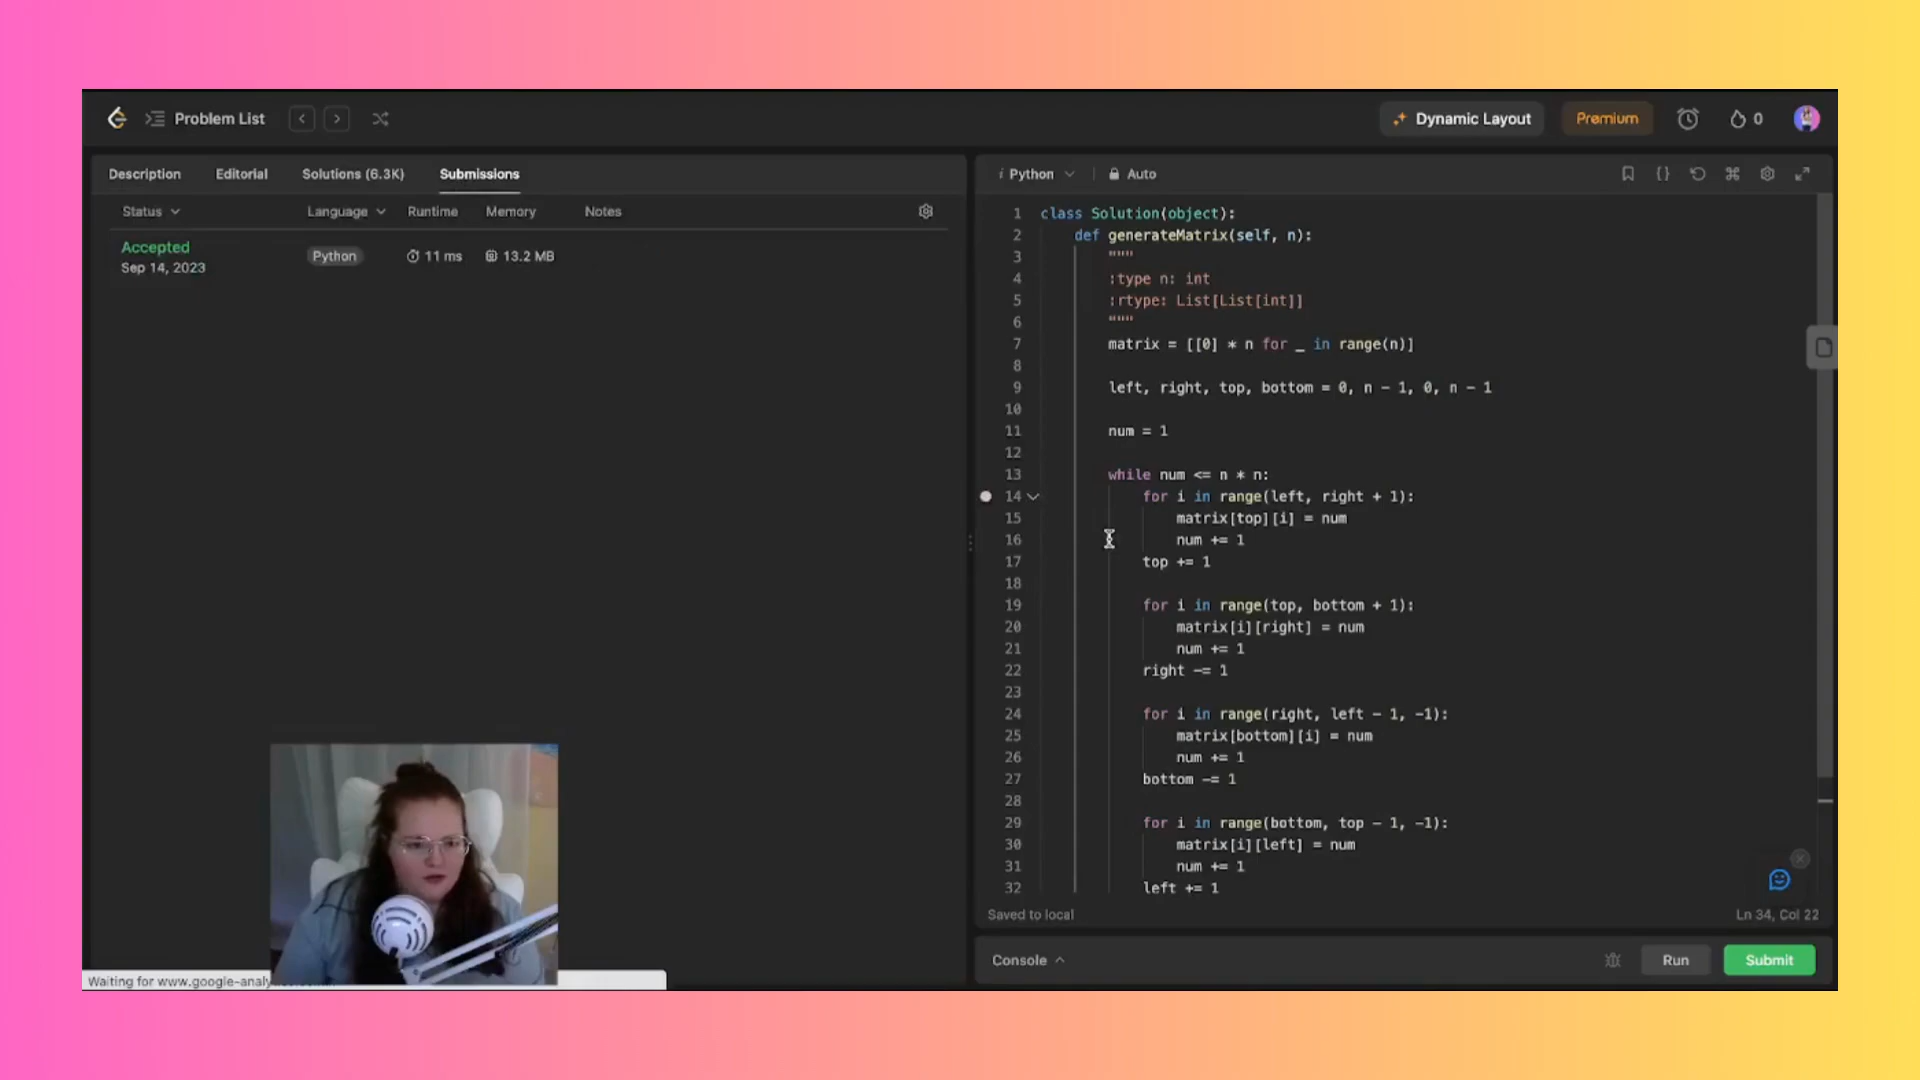 Problem List
Dynamic Layout
Premium
0
Description
Editorial
Solutions (6.3K)
Submissions
Status
Language
Runtime
Memory
Notes
Accepted
Python
11 ms
13.2 MB
Sep 14, 2023
Waiting for www.google-analy
i Python
Auto
1 class Solution(object):
2 def generateMatrix(self, n):
3 """
4 :type n: int
5 :rtype: List[List[int]]
6 """
7 matrix = [[0] * n for _ in range(n)]
8
9 left, right, top, bottom = 0, n - 1, 0, n - 1
10
11 num = 1
12
13 while num <= n * n:
14 for i in range(left, right + 1):
15 matrix[top][i] = num
16 num += 1
17 top += 1
18
19 for i in range(top, bottom + 1):
20 matrix[i][right] = num
21 num += 1
22 right -= 1
23
24 for i in range(right, left - 1, -1):
25 matrix[bottom][i] = num
26 num += 1
27 bottom -= 1
28
29 for i in range(bottom, top - 1, -1):
30 matrix[i][left] = num
31 num += 1
32 left += 1
Saved to local
Ln 34, Col 22
Console
Run
Submit